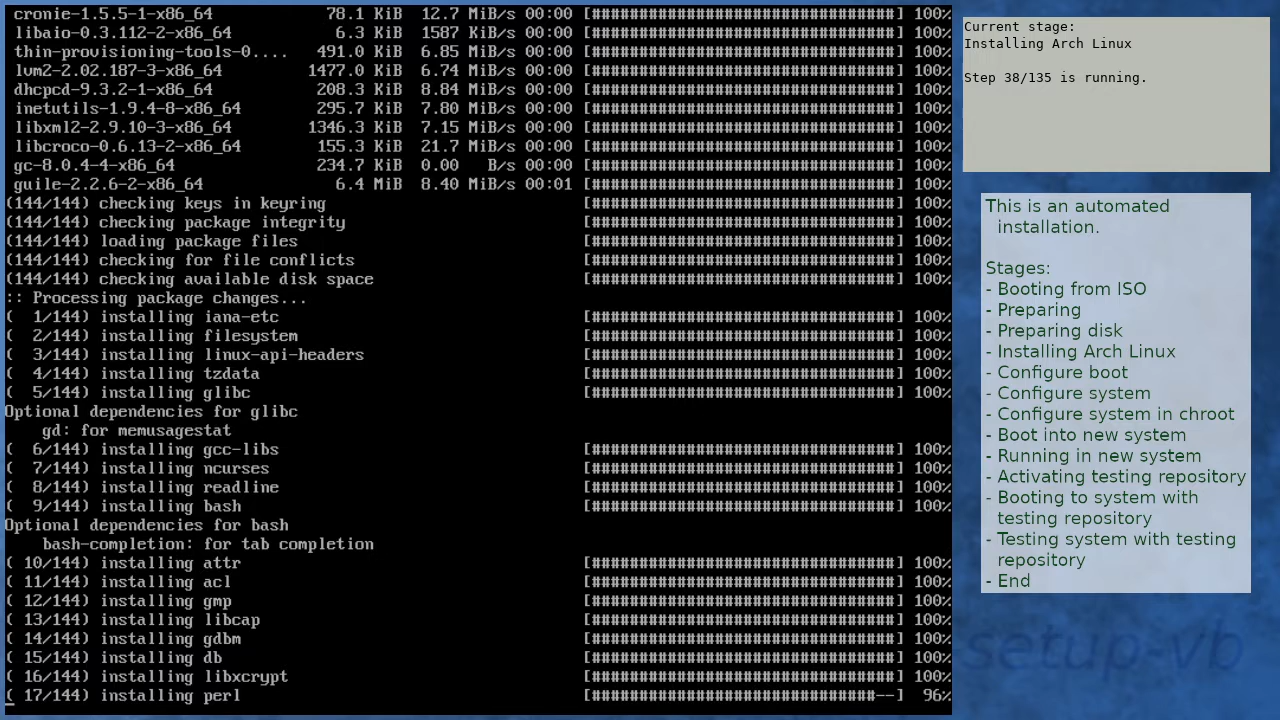 cronie-1.5.5-1-x86_64 78.1 KiB 12.7 MiB/s 00:00 [################################] 100%
libaio-0.3.112-2-x86_64 6.3 KiB 1587 KiB/s 00:00 [################################] 100%
thin-provisioning-tools-0.... 491.0 KiB 6.85 MiB/s 00:00 [################################] 100%
lvm2-2.02.187-3-x86_64 1477.0 KiB 6.74 MiB/s 00:00 [################################] 100%
dhcpcd-9.3.2-1-x86_64 208.3 KiB 8.84 MiB/s 00:00 [################################] 100%
inetutils-1.9.4-8-x86_64 295.7 KiB 7.80 MiB/s 00:00 [################################] 100%
libxml2-2.9.10-3-x86_64 1346.3 KiB 7.15 MiB/s 00:00 [################################] 100%
libcroco-0.6.13-2-x86_64 155.3 KiB 21.7 MiB/s 00:00 [################################] 100%
gc-8.0.4-4-x86_64 234.7 KiB 0.00 B/s 00:00 [################################] 100%
guile-2.2.6-2-x86_64 6.4 MiB 8.40 MiB/s 00:01 [################################] 100%
(144/144) checking keys in keyring [################################] 100%
(144/144) checking package integrity [################################] 100%
(144/144) loading package files [################################] 100%
(144/144) checking for file conflicts [################################] 100%
(144/144) checking available disk space [################################] 100%
:: Processing package changes...
( 1/144) installing iana-etc [################################] 100%
( 2/144) installing filesystem [################################] 100%
( 3/144) installing linux-api-headers [################################] 100%
( 4/144) installing tzdata [################################] 100%
( 5/144) installing glibc [################################] 100%
Optional dependencies for glibc
gd: for memusagestat
( 6/144) installing gcc-libs [################################] 100%
( 7/144) installing ncurses [################################] 100%
( 8/144) installing readline [################################] 100%
( 9/144) installing bash [################################] 100%
Optional dependencies for bash
bash-completion: for tab completion
( 10/144) installing attr [################################] 100%
( 11/144) installing acl [################################] 100%
( 12/144) installing gmp [################################] 100%
( 13/144) installing libcap [################################] 100%
( 14/144) installing gdbm [################################] 100%
( 15/144) installing db [################################] 100%
( 16/144) installing libxcrypt [################################] 100%
( 17/144) installing perl [##############################--] 96%
Current stage:
Installing Arch Linux
Step 38/135 is running.
This is an automated
installation.
Stages:
- Booting from ISO
- Preparing
- Preparing disk
- Installing Arch Linux
- Configure boot
- Configure system
- Configure system in chroot
- Boot into new system
- Running in new system
- Activating testing repository
- Booting to system with
testing repository
- Testing system with testing
repository
- End
setup-vb